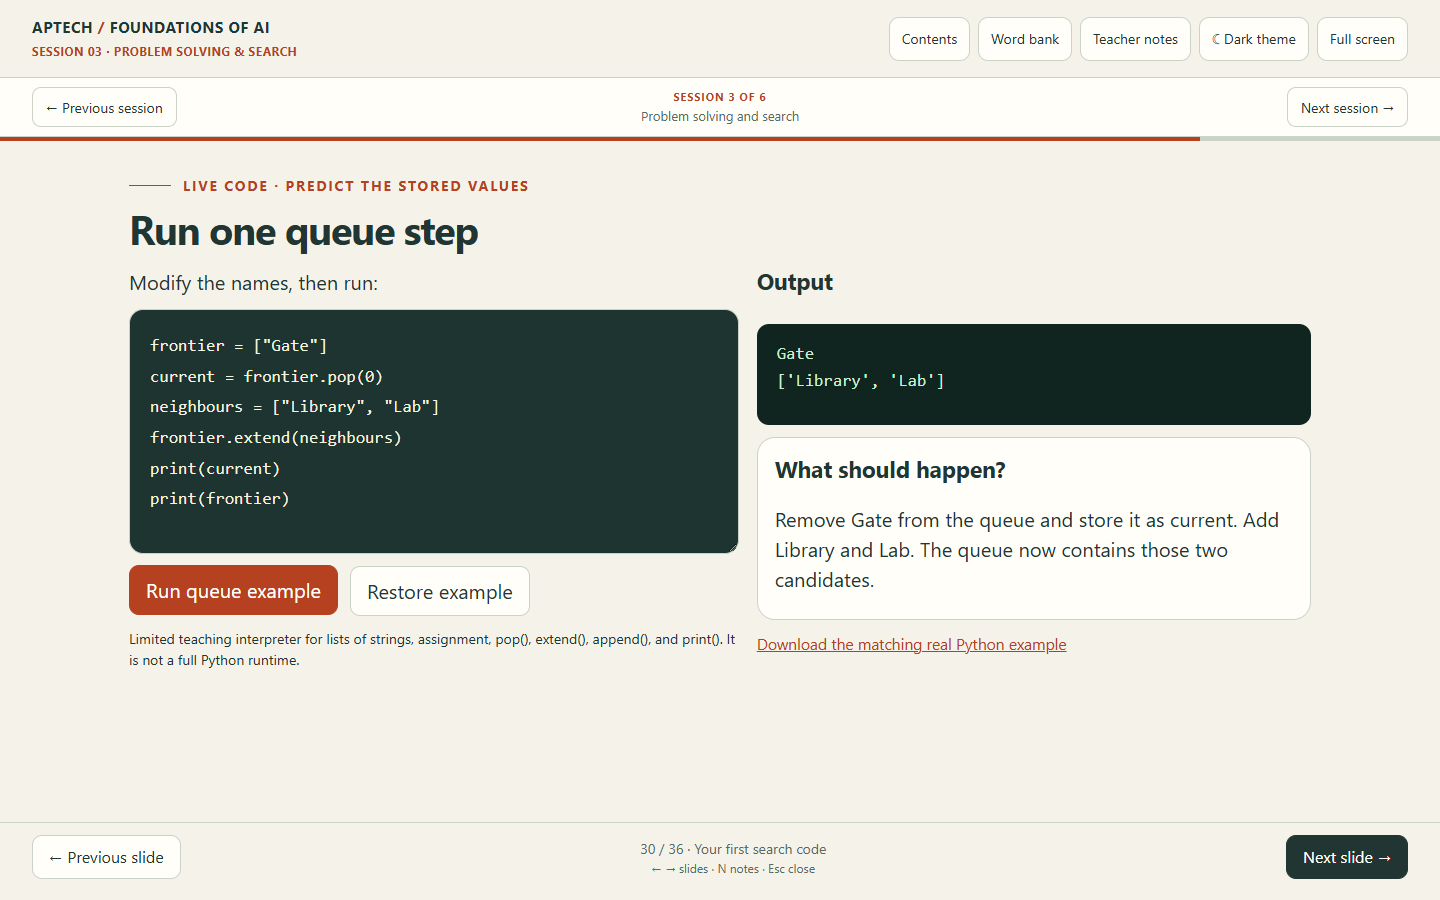 APTECH / FOUNDATIONS OF AI
SESSION 03 · PROBLEM SOLVING & SEARCH
Contents
Word bank
Teacher notes
☾ Dark theme
Full screen
← Previous session
SESSION 3 OF 6
Problem solving and search
Next session →
LIVE CODE · PREDICT THE STORED VALUES
Run one queue step
Modify the names, then run:
frontier = ["Gate"]
current = frontier.pop(0)
neighbours = ["Library", "Lab"]
frontier.extend(neighbours)
print(current)
print(frontier)
Run queue example
Restore example
Limited teaching interpreter for lists of strings, assignment, pop(), extend(), append(), and print(). It
is not a full Python runtime.
Output
Gate
['Library', 'Lab']
What should happen?
Remove Gate from the queue and store it as current. Add
Library and Lab. The queue now contains those two
candidates.
Download the matching real Python example
← Previous slide
30 / 36 · Your first search code
← → slides · N notes · Esc close
Next slide →